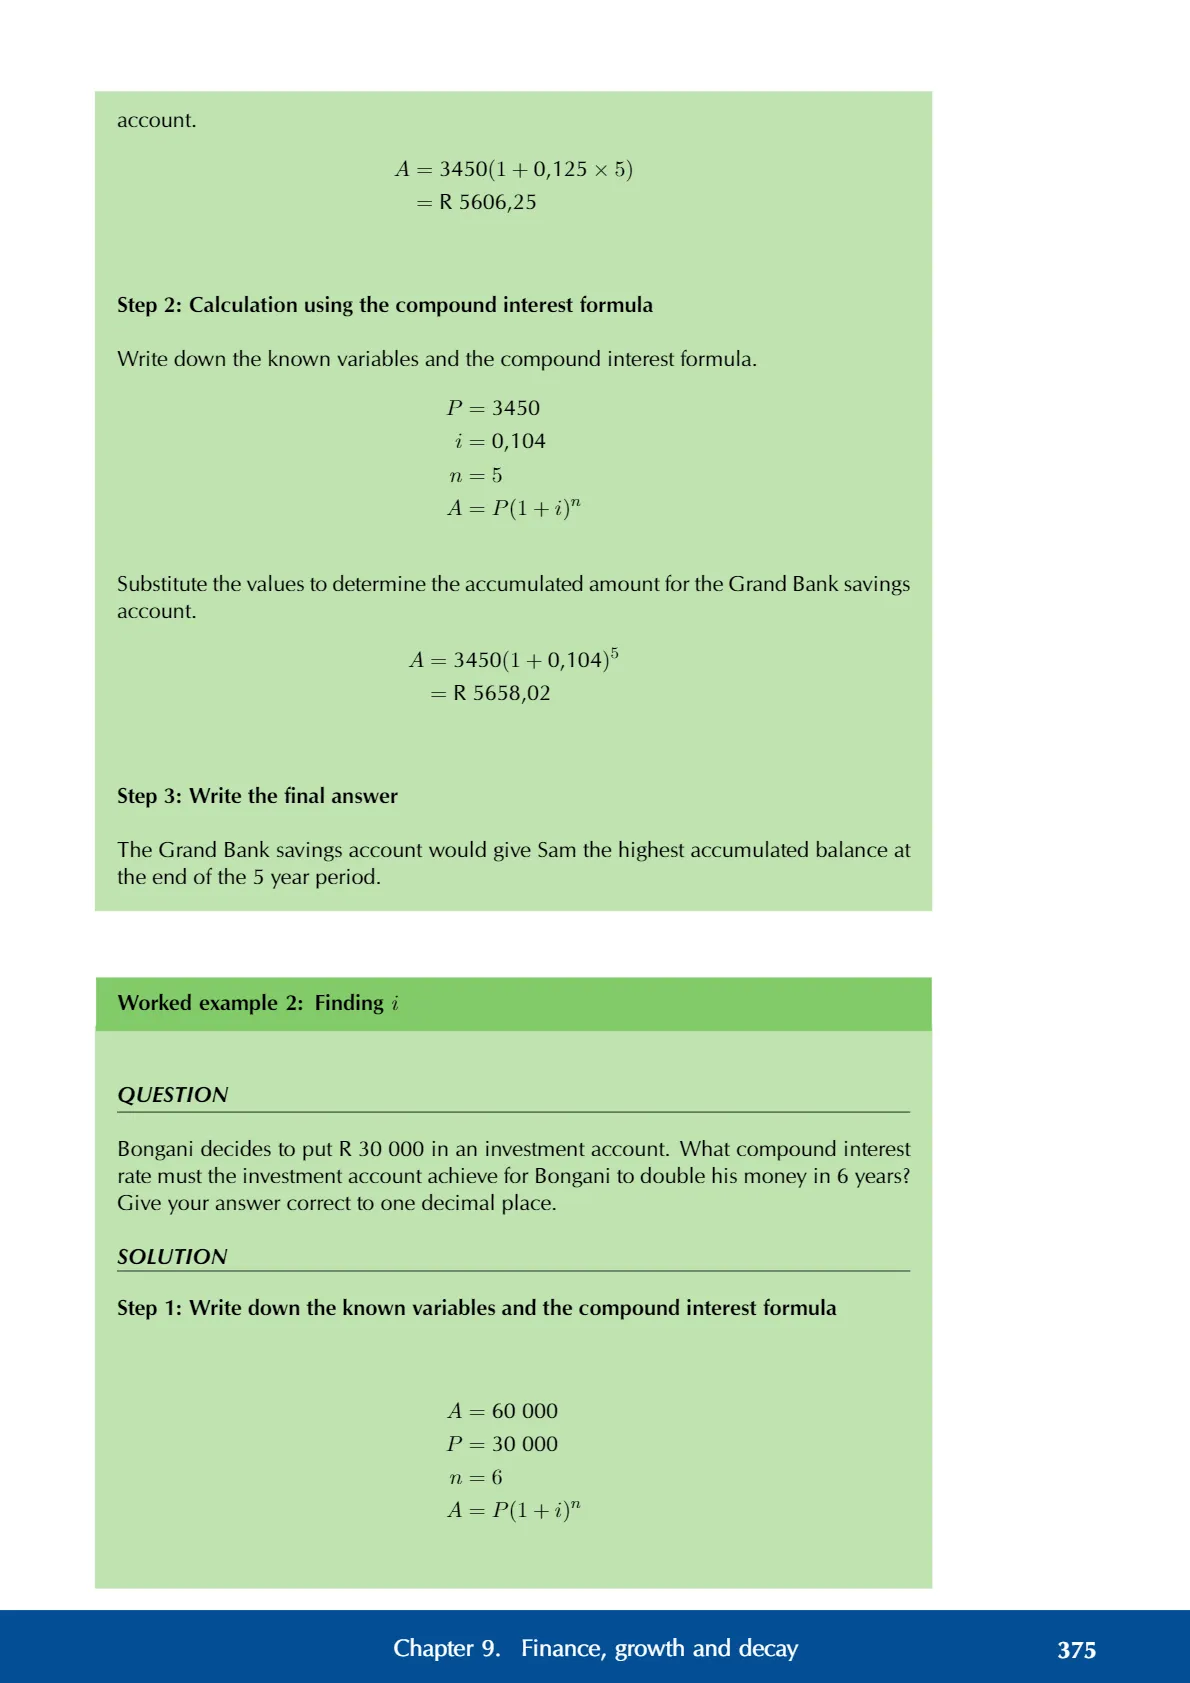 account.
A = 3450(1 + 0,125 × 5)
= R 5606,25
Step 2: Calculation using the compound interest formula
Write down the known variables and the compound interest formula.
P = 3450
i = 0,104
n = 5
A = P(1 + i)ⁿ
Substitute the values to determine the accumulated amount for the Grand Bank savings
account.
A = 3450(1 + 0,104)⁵
= R 5658,02
Step 3: Write the final answer
The Grand Bank savings account would give Sam the highest accumulated balance at
the end of the 5 year period.
Worked example 2: Finding i
QUESTION
Bongani decides to put R 30 000 in an investment account. What compound interest
rate must the investment account achieve for Bongani to double his money in 6 years?
Give your answer correct to one decimal place.
SOLUTION
Step 1: Write down the known variables and the compound interest formula
A = 60 000
P = 30 000
n = 6
A = P(1 + i)ⁿ
Chapter 9. Finance, growth and decay 375